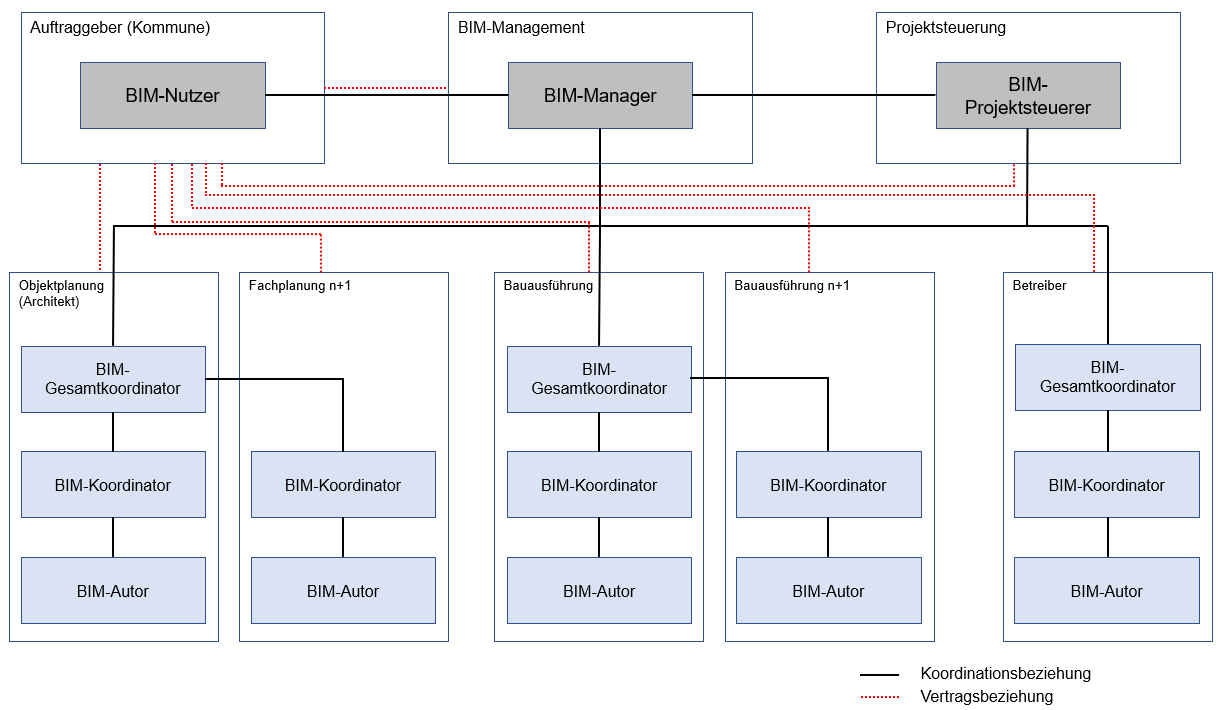 Auftraggeber (Kommune)
BIM-Nutzer
BIM-Management
BIM-Manager
Projektsteuerung
BIM-
Projektsteuerer
Objektplanung
(Architekt)
BIM-
Gesamtkoordinator
BIM-Koordinator
BIM-Autor
Fachplanung n+1
BIM-Koordinator
BIM-Autor
Bauausführung
BIM-
Gesamtkoordinator
BIM-Koordinator
BIM-Autor
Bauausführung n+1
BIM-Koordinator
BIM-Autor
Betreiber
BIM-
Gesamtkoordinator
BIM-Koordinator
BIM-Autor
Koordinationsbeziehung
Vertragsbeziehung